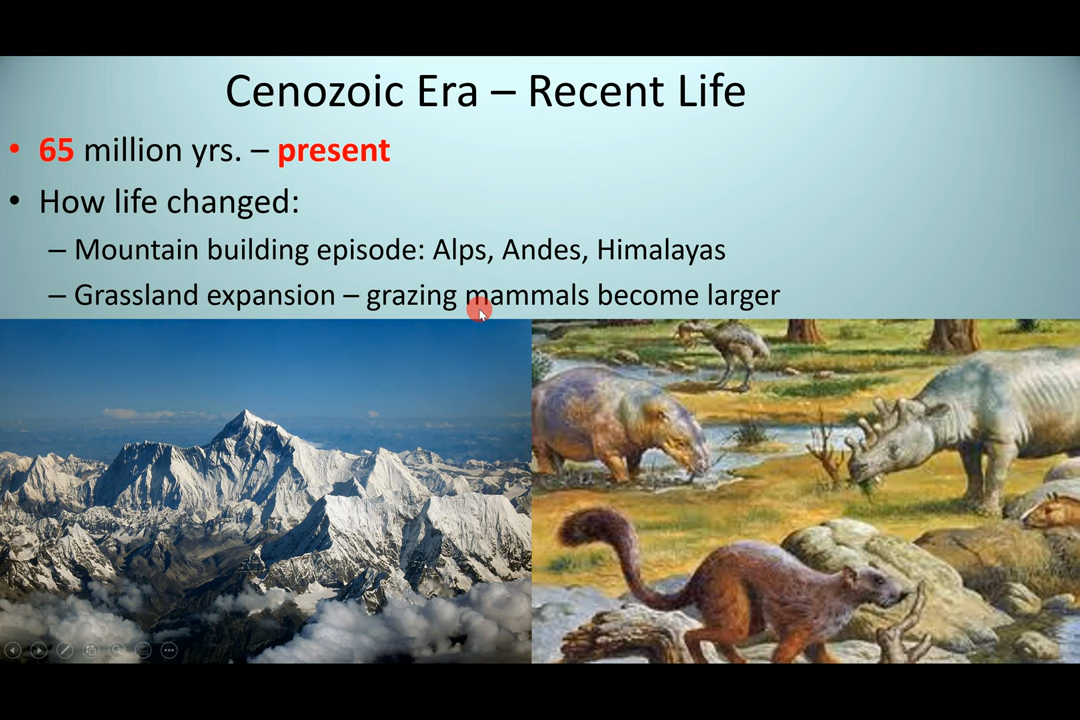 Cenozoic Era – Recent Life
• 65 million yrs. – present
• How life changed:
– Mountain building episode: Alps, Andes, Himalayas
– Grassland expansion – grazing mammals become larger